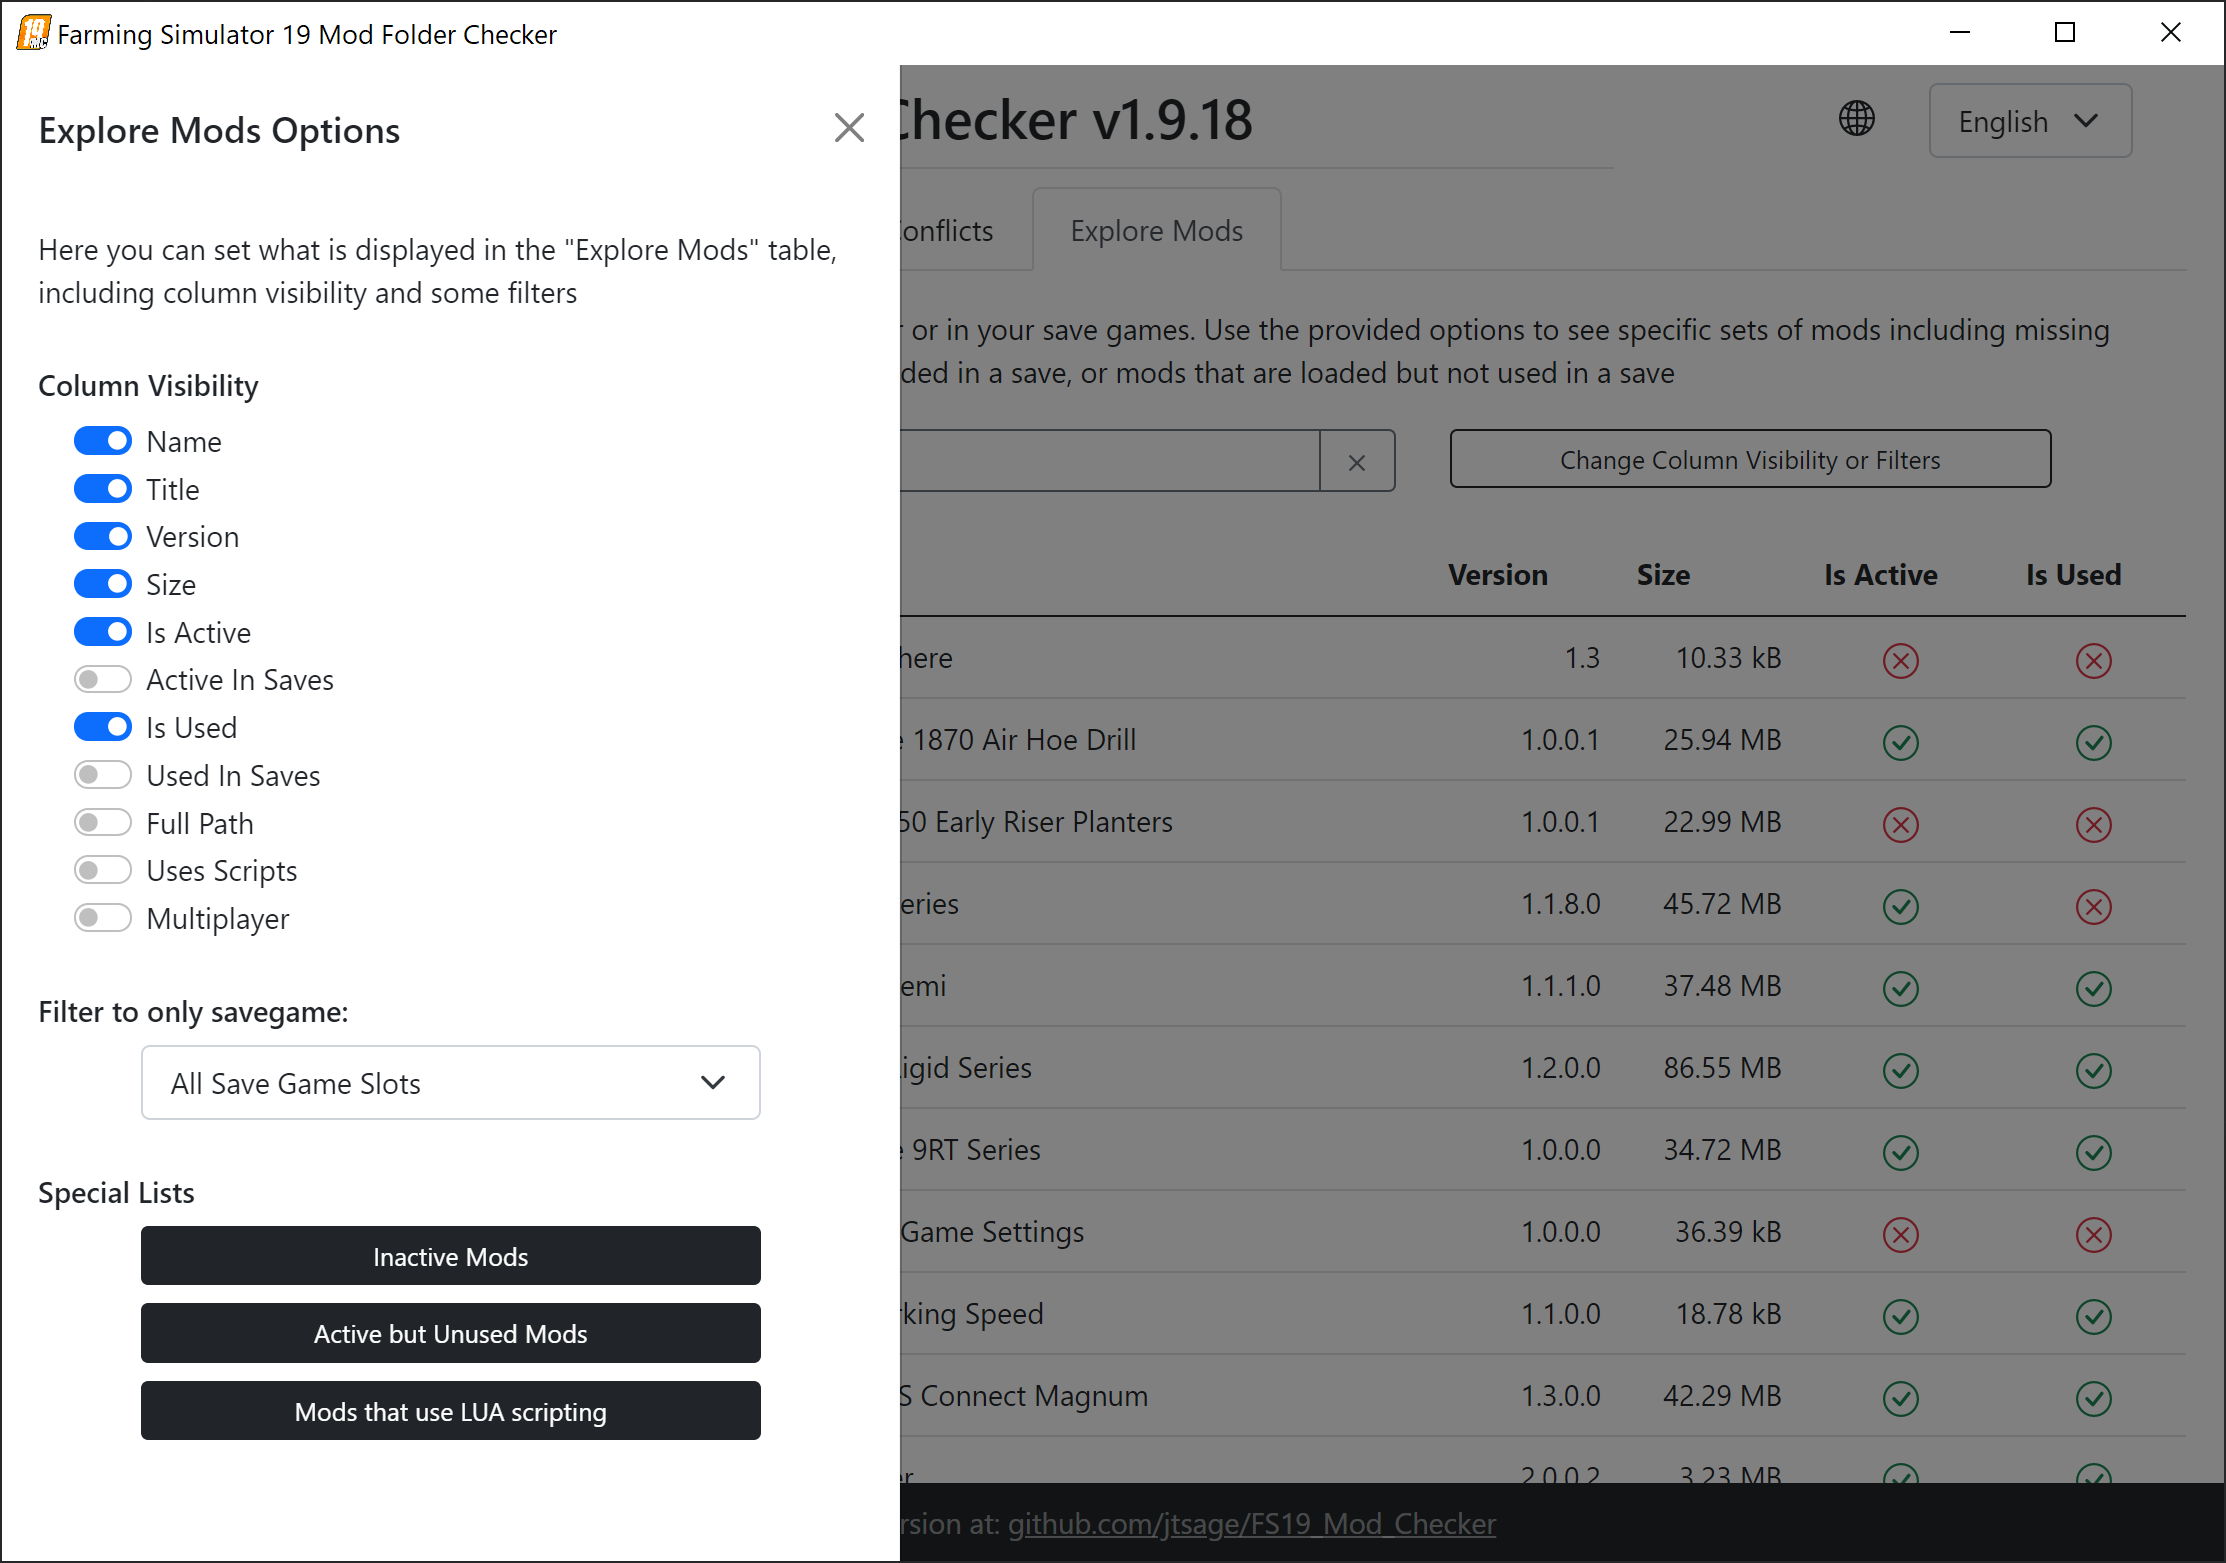 Farming Simulator 19 Mod Folder Checker
Explore Mods Options
Here you can set what is displayed in the "Explore Mods" table,
including column visibility and some filters
Column Visibility
Name
Title
Version
Size
Is Active
Active In Saves
Is Used
Used In Saves
Full Path
Uses Scripts
Multiplayer
Filter to only savegame:
All Save Game Slots
Special Lists
Inactive Mods
Active but Unused Mods
Mods that use LUA scripting
Checker v1.9.18
English
onflicts
Explore Mods
or in your save games. Use the provided options to see specific sets of mods including missing
ded in a save, or mods that are loaded but not used in a save
Change Column Visibility or Filters
Version Size Is Active Is Used
here 1.3 10.33 kB
1870 Air Hoe Drill 1.0.0.1 25.94 MB
50 Early Riser Planters 1.0.0.1 22.99 MB
eries 1.1.8.0 45.72 MB
emi 1.1.1.0 37.48 MB
igid Series 1.2.0.0 86.55 MB
9RT Series 1.0.0.0 34.72 MB
Game Settings 1.0.0.0 36.39 kB
king Speed 1.1.0.0 18.78 kB
S Connect Magnum 1.3.0.0 42.29 MB
er 2.0.0.2 3.23 MB
rsion at: github.com/jtsage/FS19_Mod_Checker